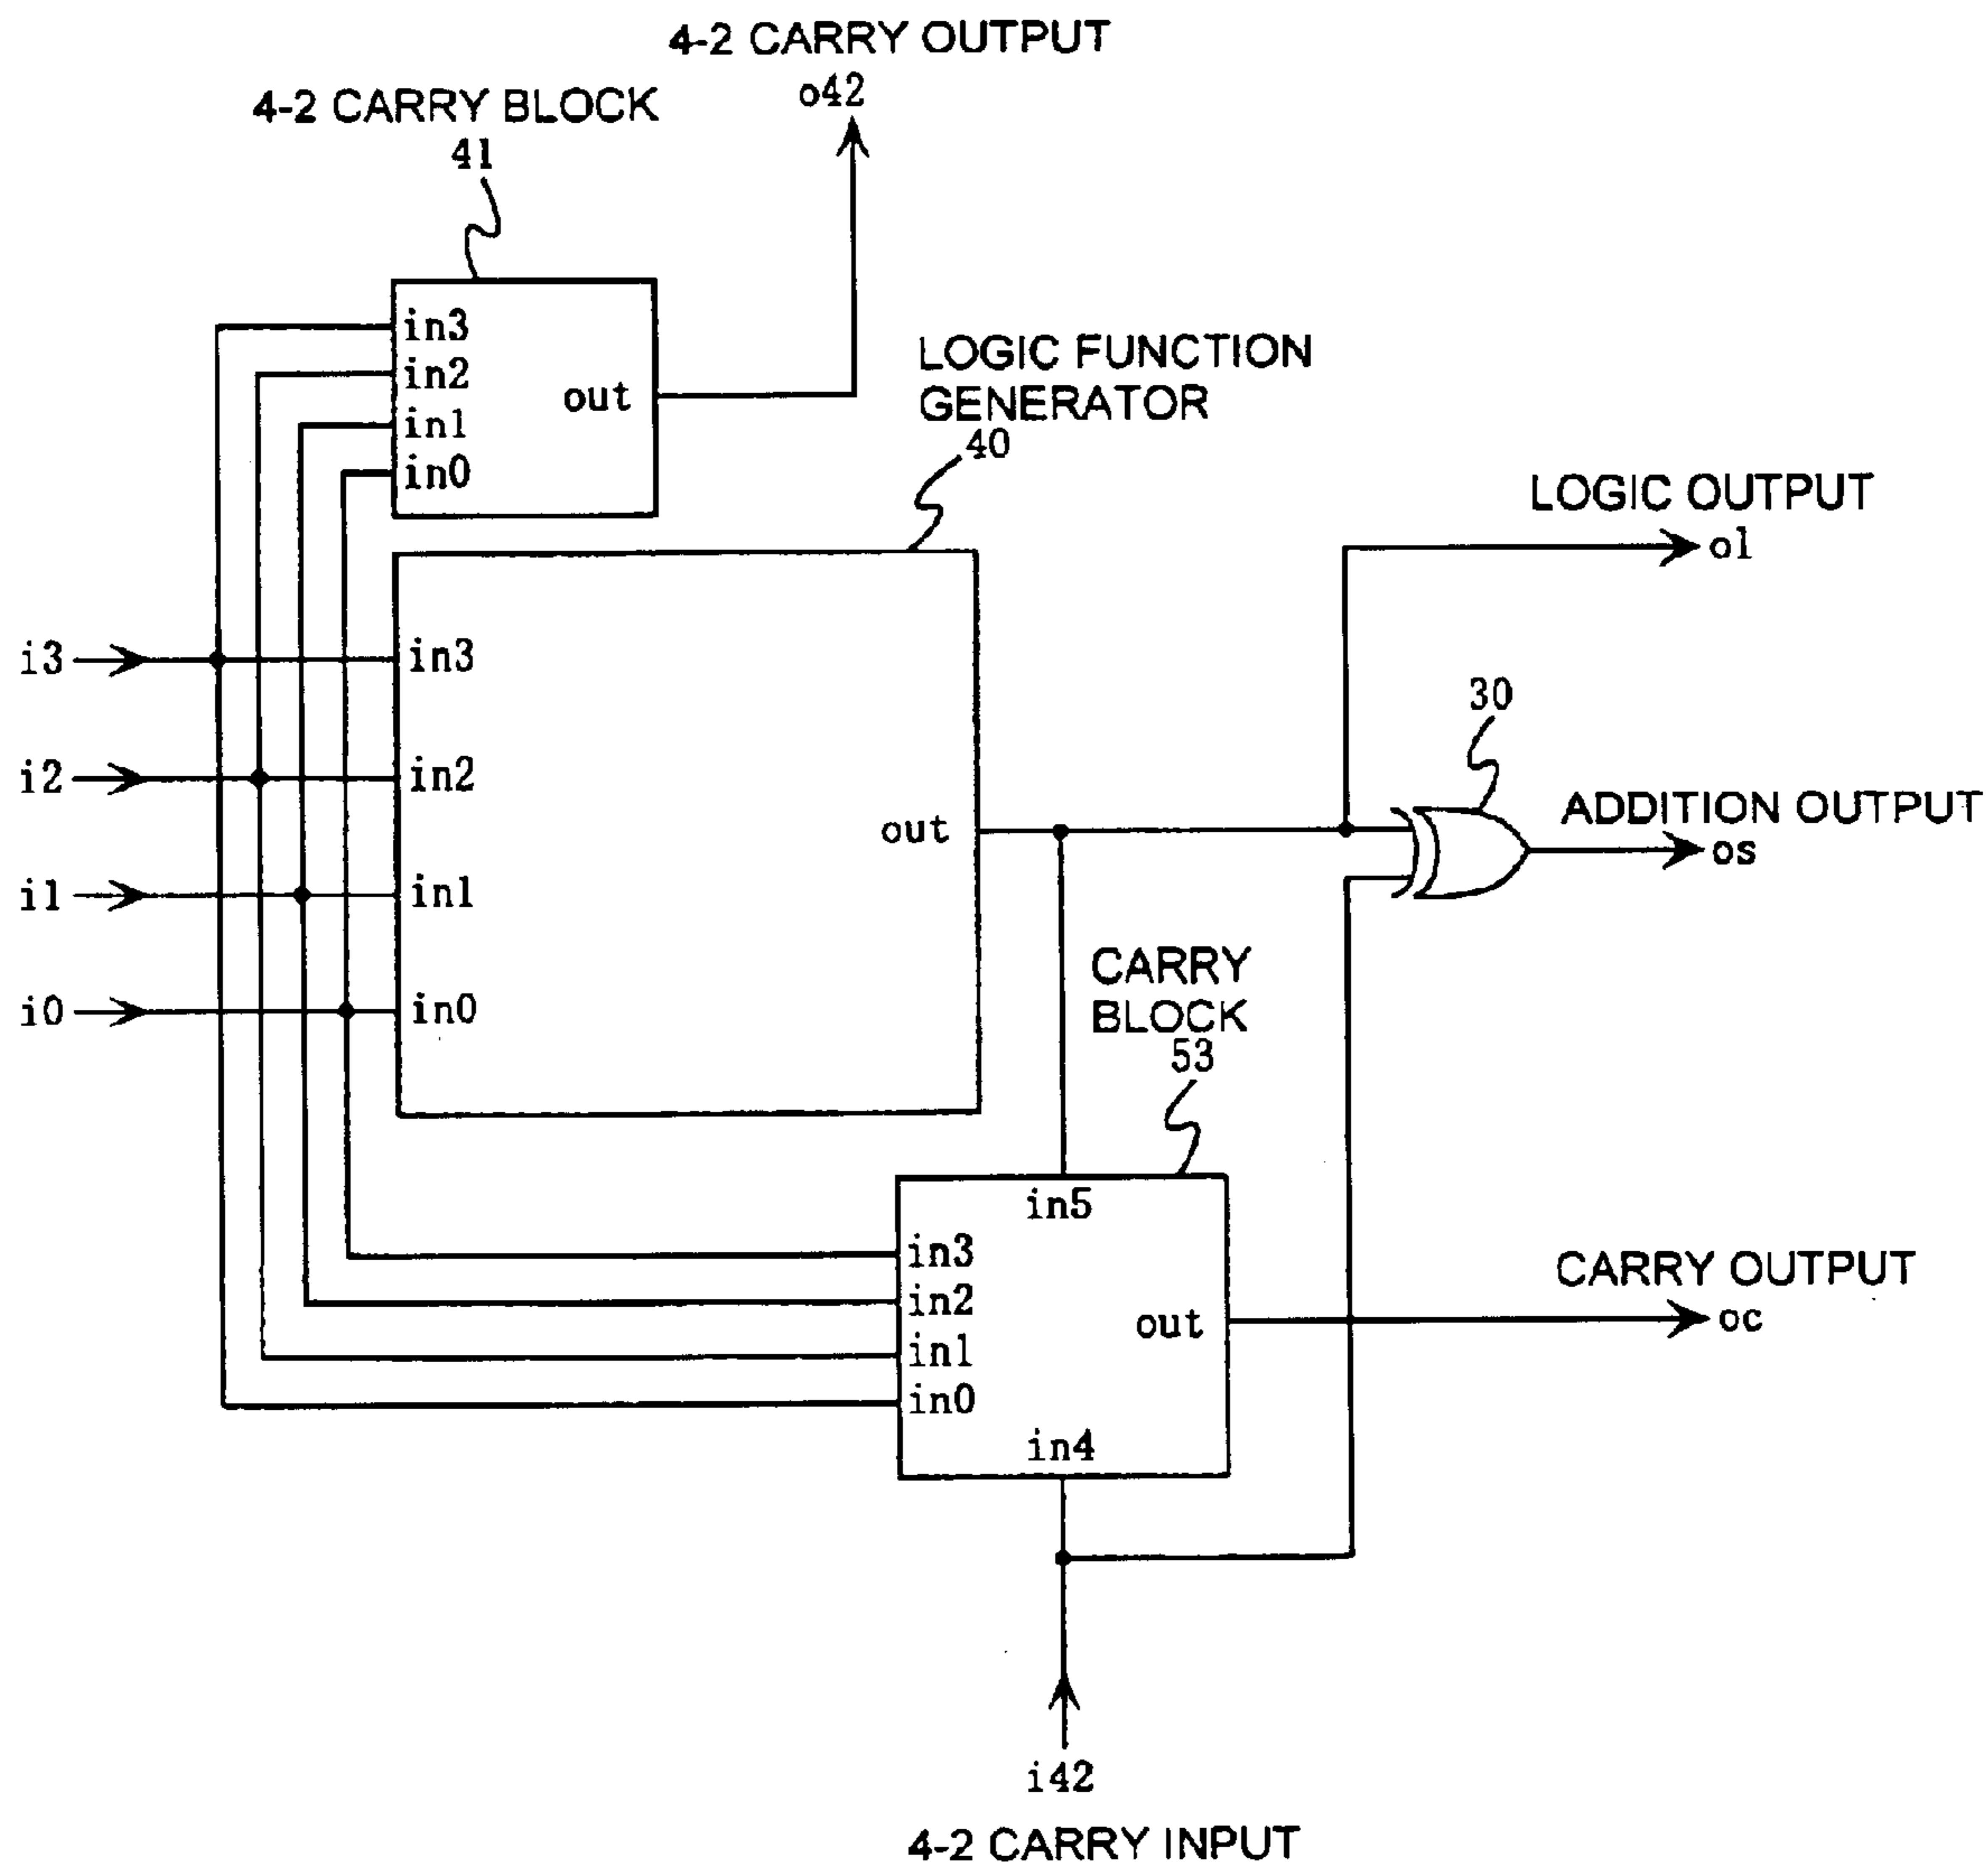 4-2 CARRY OUTPUT
o42
4-2 CARRY BLOCK
41
in3
in2
in1
in0
out
LOGIC FUNCTION
GENERATOR
40
LOGIC OUTPUT
ol
i3
in3
i2
in2
i1
in1
i0
in0
out
30
ADDITION OUTPUT
os
CARRY
BLOCK
53
in5
in3
in2
in1
in0
in4
out
CARRY OUTPUT
oc
i42
4-2 CARRY INPUT